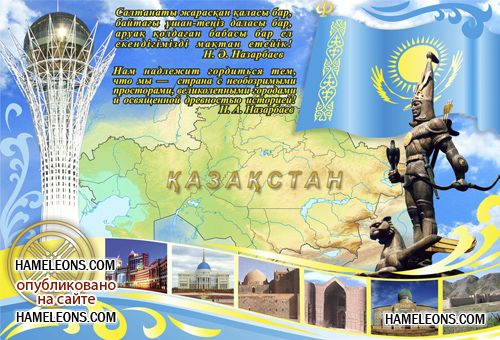 Салтанаты жарасқан қаласы бар,
байтағы ұшан-теңіз даласы бар,
аруақ қолдаған бабасы бар ел
екендігімізді мақтан етейік!
Н. Ә. Назарбаев
Нам надлежит гордиться тем,
что мы — страна с необозримыми
просторами, великолепными городами
и освященной древностью историей!
Н. А. Назарбаев
ҚАЗАҚСТАН
HAMELEONS.COM
опубликовано
на сайте
HAMELEONS.COM
HAMELEONS.COM
HAMELEONS.COM